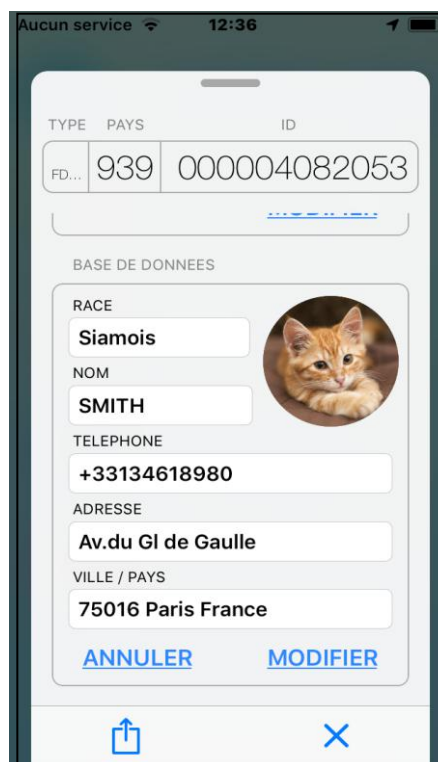 Aucun service 12:36
TYPE PAYS ID
FD... 939 000004082053
MODIFIER
BASE DE DONNEES
RACE
Siamois
NOM
SMITH
TELEPHONE
+33134618980
ADRESSE
Av.du Gl de Gaulle
VILLE / PAYS
75016 Paris France
ANNULER MODIFIER